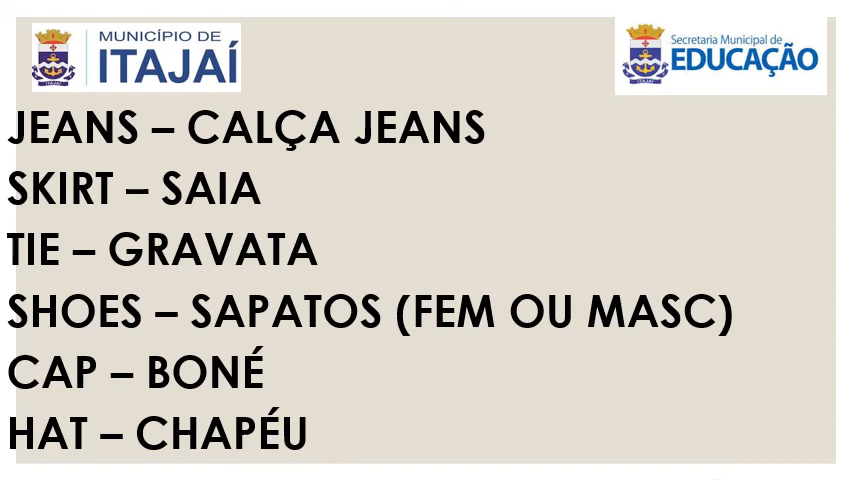 MUNICÍPIO DE
ITAJAÍ
Secretaria Municipal de
EDUCAÇÃO
JEANS – CALÇA JEANS
SKIRT – SAIA
TIE – GRAVATA
SHOES – SAPATOS (FEM OU MASC)
CAP – BONÉ
HAT – CHAPÉU